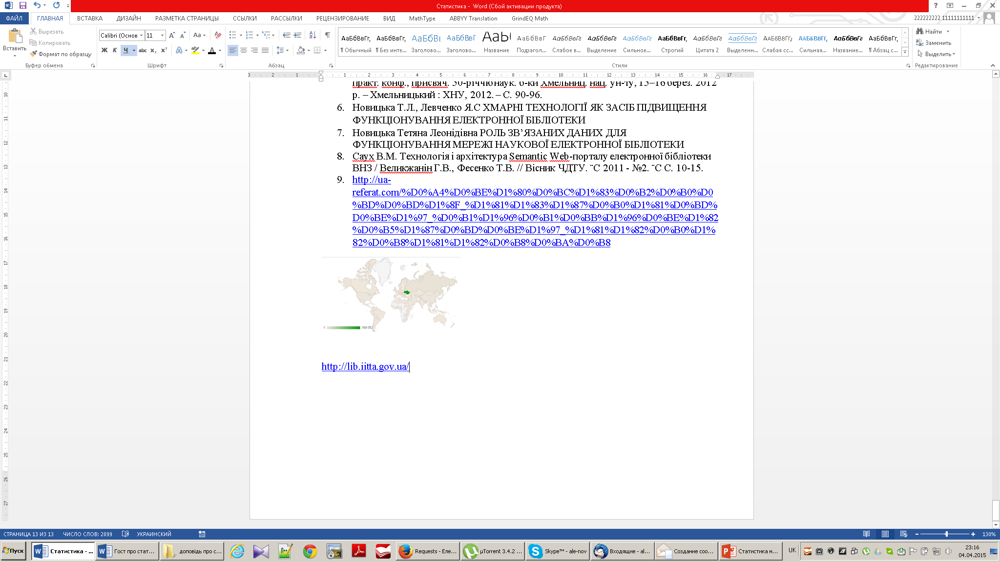 Статистика - Word (Сбой активации продукта)
ФАЙЛ ГЛАВНАЯ ВСТАВКА ДИЗАЙН РАЗМЕТКА СТРАНИЦЫ ССЫЛКИ РАССЫЛКИ РЕЦЕНЗИРОВАНИЕ ВИД MathType ABBYY Translation GrindEQ Math 222222222 11111111111
Вставить
Вырезать
Копировать
Формат по образцу
Буфер обмена
Calibri (Основ 11
Ж К Ч abc x₂ x²
Шрифт
Абзац
АаБбВвГг, АаБбВвГг, АаБбВв АаБбВвГ АаБ АаБбВвГ АаБбВвГг АаБбВвГг АаБбВвГг АаБбВвГг, АаБбВвГг АаБбВвГг ААББВВГГ, ААББВВГГ, АаБбВвГг АаБбВвГг,
¶ Обычный ¶ Без инте... Заголово... Заголово... Название Подзагол... Слабое в... Выделение Сильное... Строгий Цитата 2 Выделенн... Слабая сс... Сильная... Название... ¶ Абзац с...
Стили
Найти
Заменить
Выделить
Редактирование
практ. конф., присвяч. 50-річчю наук. б-ки Хмельниц. нац. ун-ту, 15–16 берез. 2012
р. – Хмельницький : ХНУ, 2012. – С. 90-96.
6. Новицька Т.Л., Левченко Я.С ХМАРНІ ТЕХНОЛОГІЇ ЯК ЗАСІБ ПІДВИЩЕННЯ
ФУНКЦІОНУВАННЯ ЕЛЕКТРОННОЇ БІБЛІОТЕКИ
7. Новицька Тетяна Леонідівна РОЛЬ ЗВ’ЯЗАНИХ ДАНИХ ДЛЯ
ФУНКЦІОНУВАННЯ МЕРЕЖІ НАУКОВОЇ ЕЛЕКТРОННОЇ БІБЛІОТЕКИ
8. Саух В.М. Технологія і архітектура Semantic Web-порталу електронної бібліотеки
ВНЗ / Великжанін Г.В., Фесенко Т.В. // Вісник ЧДТУ. ¨С 2011 - №2. ¨С С. 10-15.
9. http://ua-
referat.com/%D0%A4%D0%BE%D1%80%D0%BC%D1%83%D0%B2%D0%B0%D0
%BD%D0%BD%D1%8F_%D1%81%D1%83%D1%87%D0%B0%D1%81%D0%BD%
D0%BE%D1%97_%D0%B1%D1%96%D0%B1%D0%BB%D1%96%D0%BE%D1%82
%D0%B5%D1%87%D0%BD%D0%BE%D1%97_%D1%81%D1%82%D0%B0%D1%
82%D0%B8%D1%81%D1%82%D0%B8%D0%BA%D0%B8
1 168 052
http://lib.iitta.gov.ua/
СТРАНИЦА 13 ИЗ 13 ЧИСЛО СЛОВ: 2099 УКРАИНСКИЙ 130%
Пуск Статистика - ... Гост про стат... доповідь про с... Requests - Еле... µTorrent 3.4.2 ... Skype™ - ale-nov Входящие - al... Создание соо... Статистика м... UK 23:16
04.04.2015